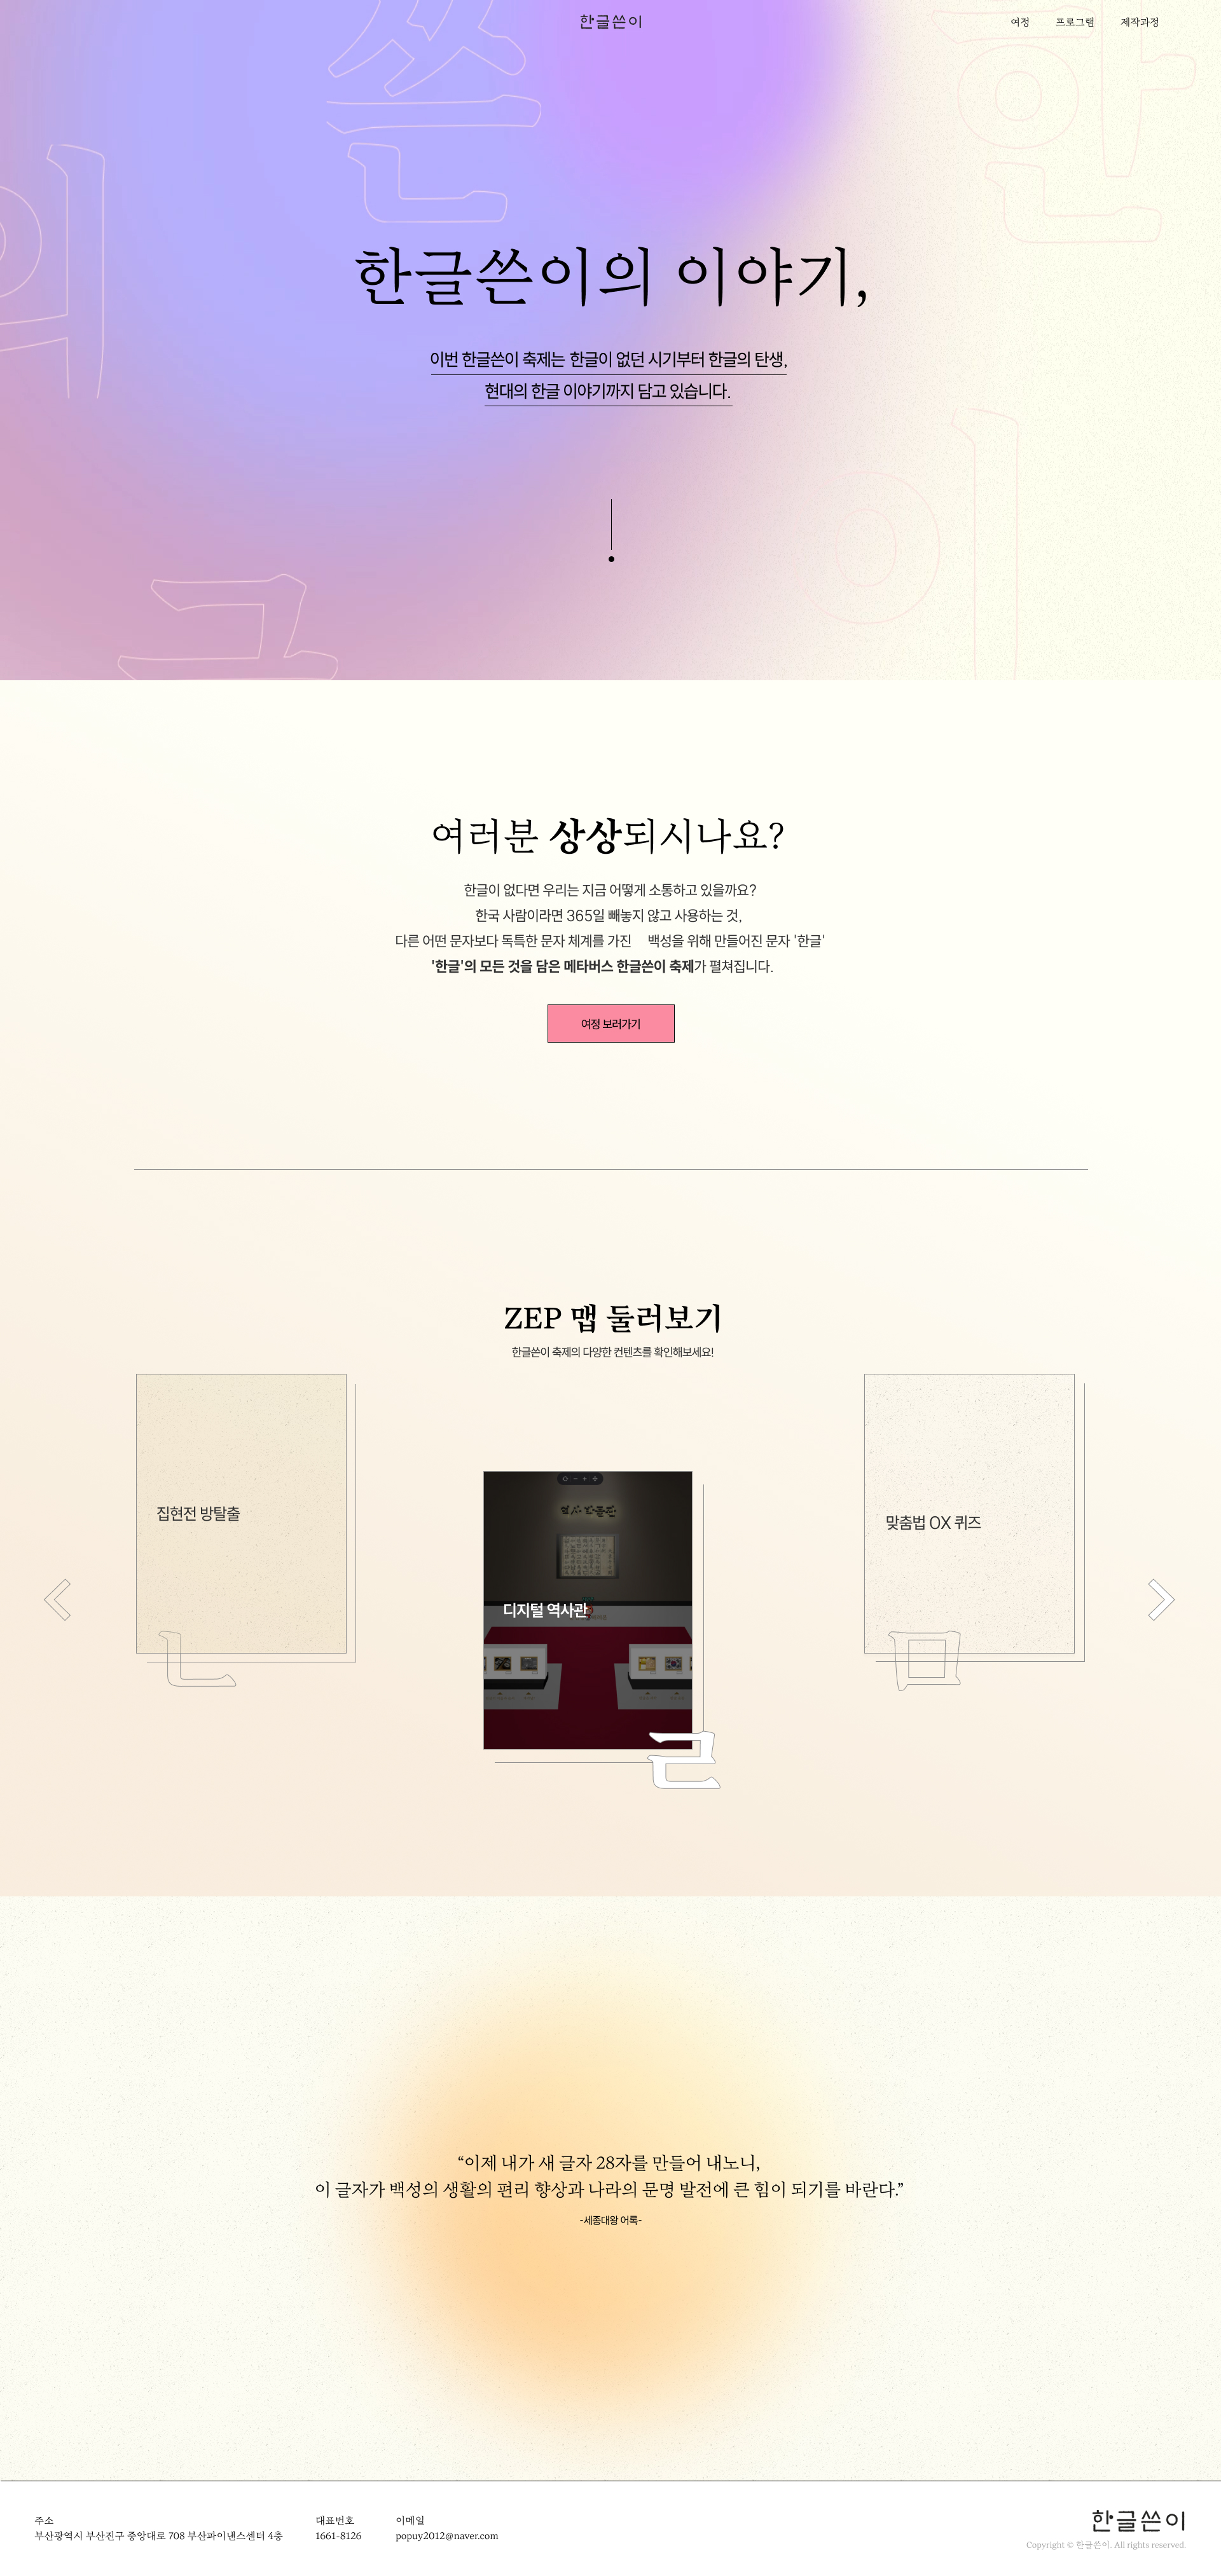 한글쓴이
여정 프로그램 제작과정
쓴
한
이
한글쓴이의 이야기,
이번 한글쓴이 축제는 한글이 없던 시기부터 한글의 탄생,
현대의 한글 이야기까지 담고 있습니다.
이
여러분 상상되시나요?
한글이 없다면 우리는 지금 어떻게 소통하고 있을까요?
한국 사람이라면 365일 빼놓지 않고 사용하는 것,
다른 어떤 문자보다 독특한 문자 체계를 가진 백성을 위해 만들어진 문자 '한글'
'한글'의 모든 것을 담은 메타버스 한글쓴이 축제가 펼쳐집니다.
여정 보러가기
ZEP 맵 둘러보기
한글쓴이 축제의 다양한 컨텐츠를 확인해보세요!
집현전 방탈출
ㄴ
디지털 역사관
ㄹ
맞춤법 OX 퀴즈
ㅁ
“이제 내가 새 글자 28자를 만들어 내노니,
이 글자가 백성의 생활의 편리 향상과 나라의 문명 발전에 큰 힘이 되기를 바란다.”
-세종대왕 어록-
주소
부산광역시 부산진구 중앙대로 708 부산파이낸스센터 4층
대표번호
1661-8126
이메일
popuy2012@naver.com
한글쓴이
Copyright © 한글쓴이. All rights reserved.